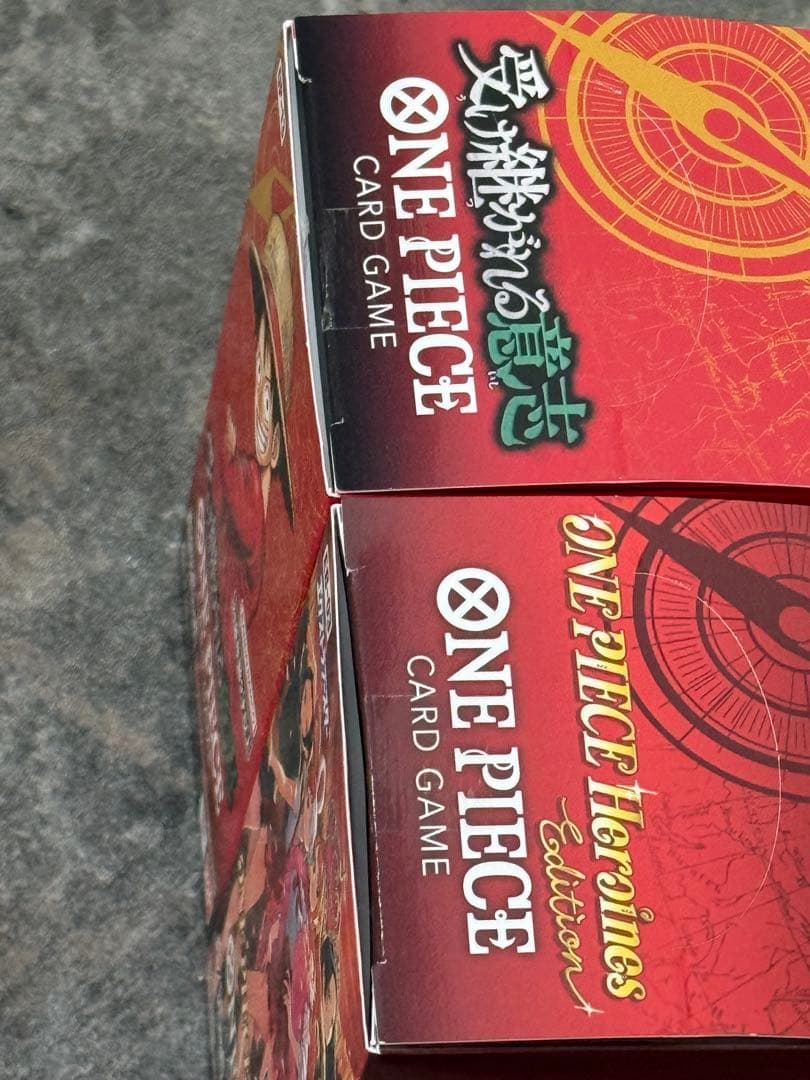 受け継がれる意志
ONE PIECE
CARD GAME
ONE PIECE Heroines
Edition
ONE PIECE
CARD GAME